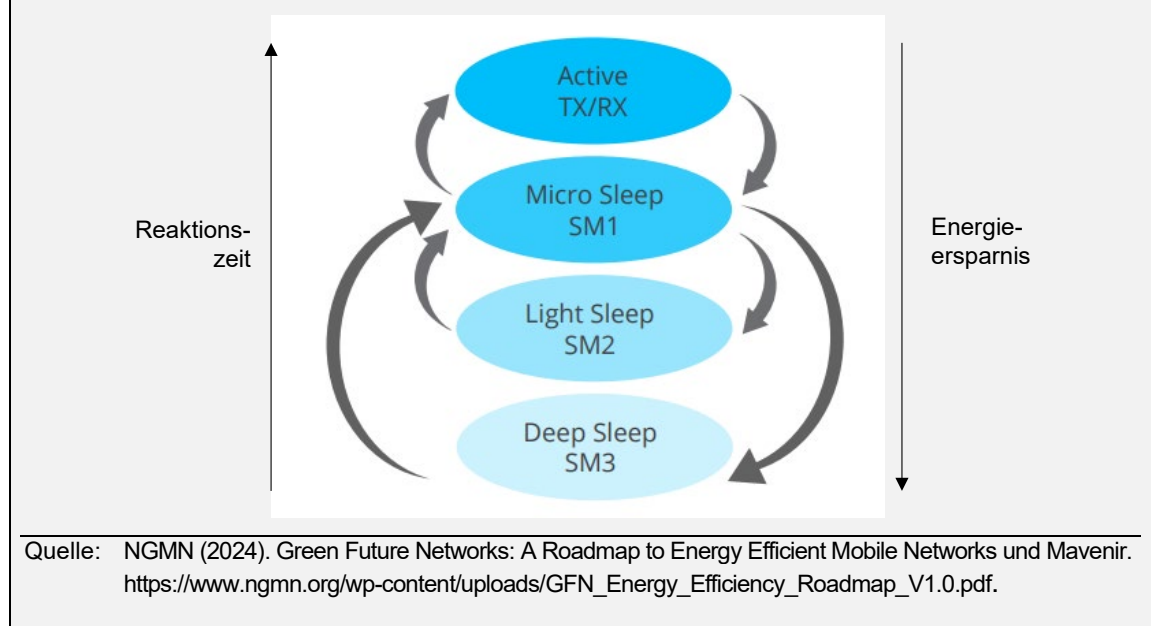 Active
TX/RX
Micro Sleep
SM1
Reaktions-
zeit
Energie-
ersparnis
Light Sleep
SM2
Deep Sleep
SM3
Quelle: NGMN (2024). Green Future Networks: A Roadmap to Energy Efficient Mobile Networks und Mavenir.
https://www.ngmn.org/wp-content/uploads/GFN_Energy_Efficiency_Roadmap_V1.0.pdf.